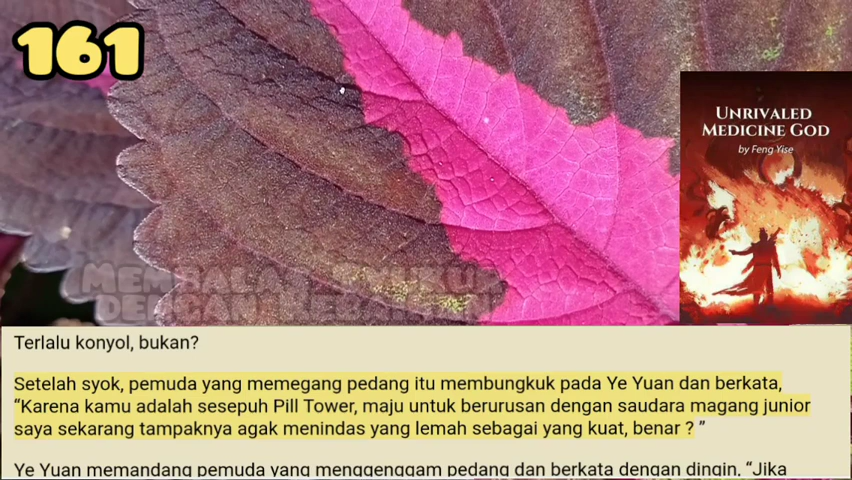 161
UNRIVALED
MEDICINE GOD
by Feng Yise
MEMBALAS
DENGAN KEBAIKAN
Terlalu konyol, bukan?
Setelah syok, pemuda yang memegang pedang itu membungkuk pada Ye Yuan dan berkata,
“Karena kamu adalah sesepuh Pill Tower, maju untuk berurusan dengan saudara magang junior
saya sekarang tampaknya agak menindas yang lemah sebagai yang kuat, benar ? ”
Ye Yuan memandang pemuda yang menggenggam pedang dan berkata dengan dingin, “Jika